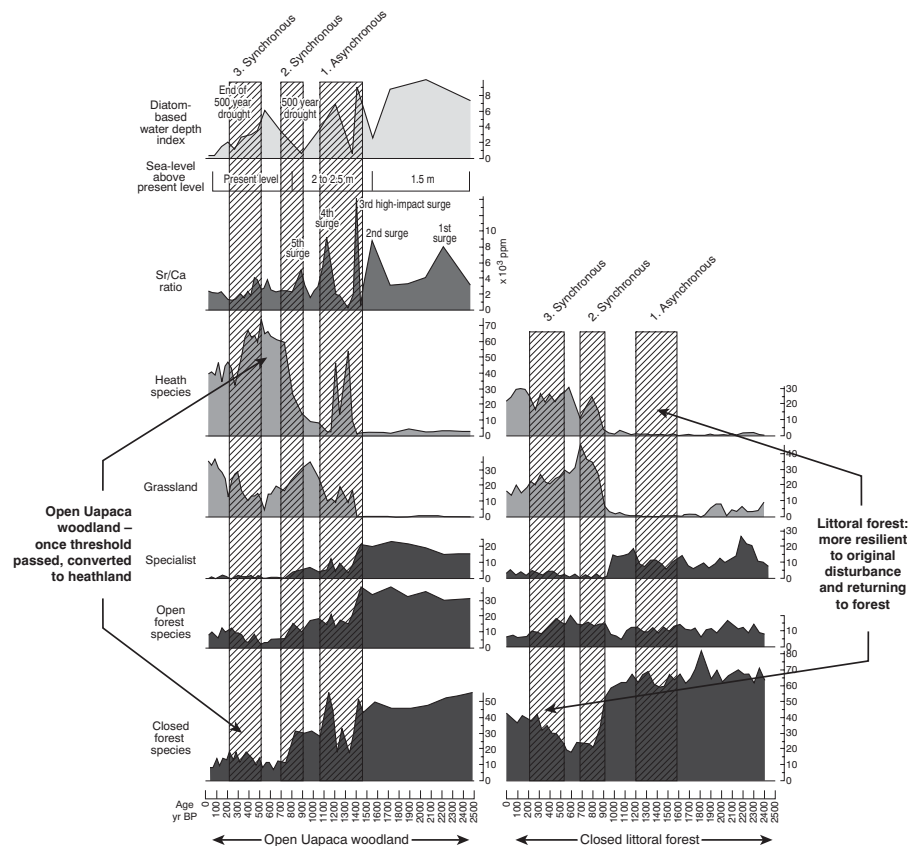 3. Synchronous
2. Synchronous
1. Asynchronous
Diatom-
based
water depth
index
End of
500 year
drought
500 year
drought
8
6
4
2
0
Sea-level
above
present level
Present level
2 to 2.5 m
1.5 m
Sr/Ca
ratio
5th
surge
4th
surge
3rd high-impact surge
2nd surge
1st
surge
10
8
6
4
2
0
x 10³ ppm
3. Synchronous
2. Synchronous
1. Asynchronous
Heath
species
70
60
50
40
30
20
10
0
30
20
10
0
Grassland
30
20
10
0
40
30
20
10
0
Specialist
20
10
0
30
20
10
0
Open
forest
species
30
20
10
0
10
0
Closed
forest
species
50
40
30
20
10
0
80
70
60
50
40
30
20
10
0
Open Uapaca
woodland –
once threshold
passed, converted
to heathland
Littoral forest:
more resilient
to original
disturbance
and returning
to forest
Age
yr BP
0 100 200 300 400 500 600 700 800 900 1000 1100 1200 1300 1400 1500 1600 1700 1800 1900 2000 2100 2200 2300 2400 2500
0 100 200 300 400 500 600 700 800 900 1000 1100 1200 1300 1400 1500 1600 1700 1800 1900 2000 2100 2200 2300 2400 2500
Open Uapaca woodland
Closed littoral forest